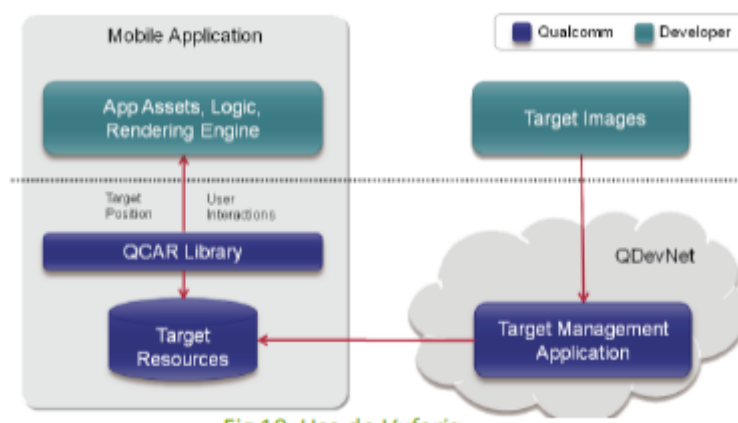 Mobile Application
Qualcomm
Developer
App Assets, Logic,
Rendering Engine
Target Images
Target
Position
User
Interactions
QCAR Library
QDevNet
Target
Resources
Target Management
Application